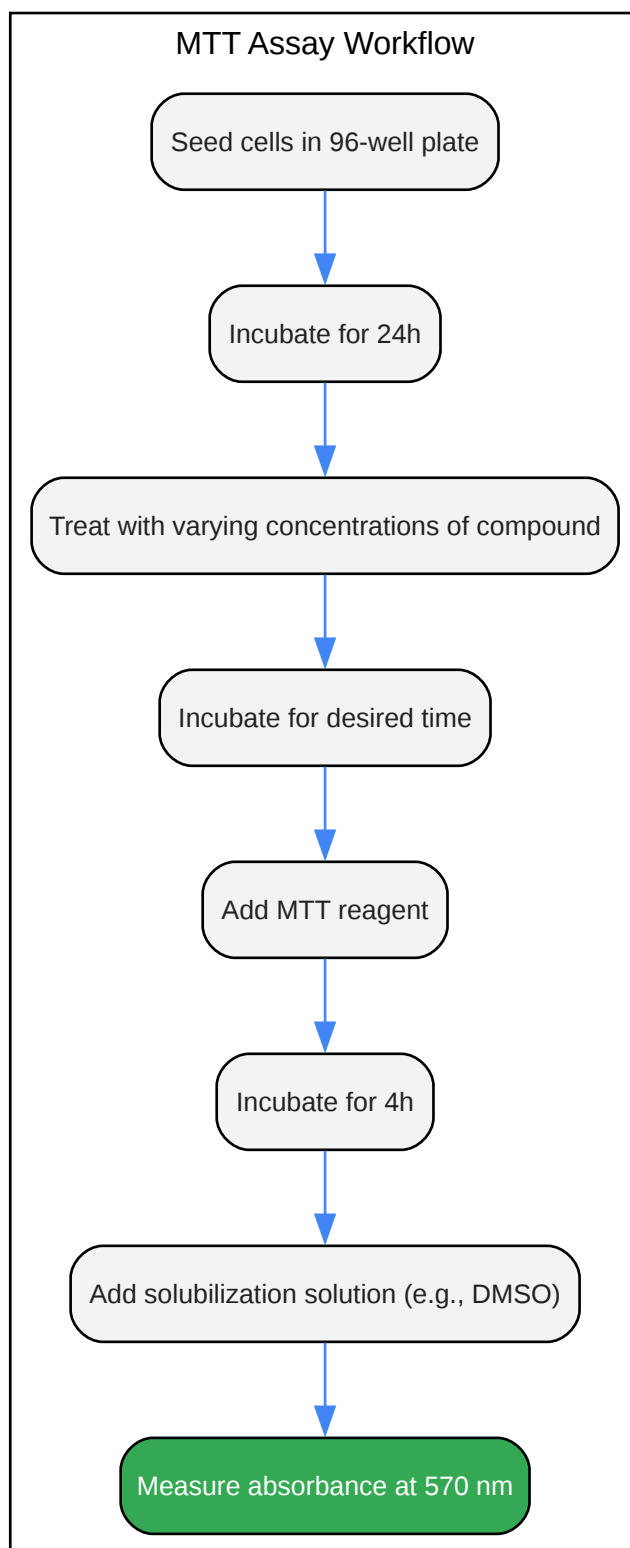 MTT Assay Workflow
Seed cells in 96-well plate
Incubate for 24h
Treat with varying concentrations of compound
Incubate for desired time
Add MTT reagent
Incubate for 4h
Add solubilization solution (e.g., DMSO)
Measure absorbance at 570 nm